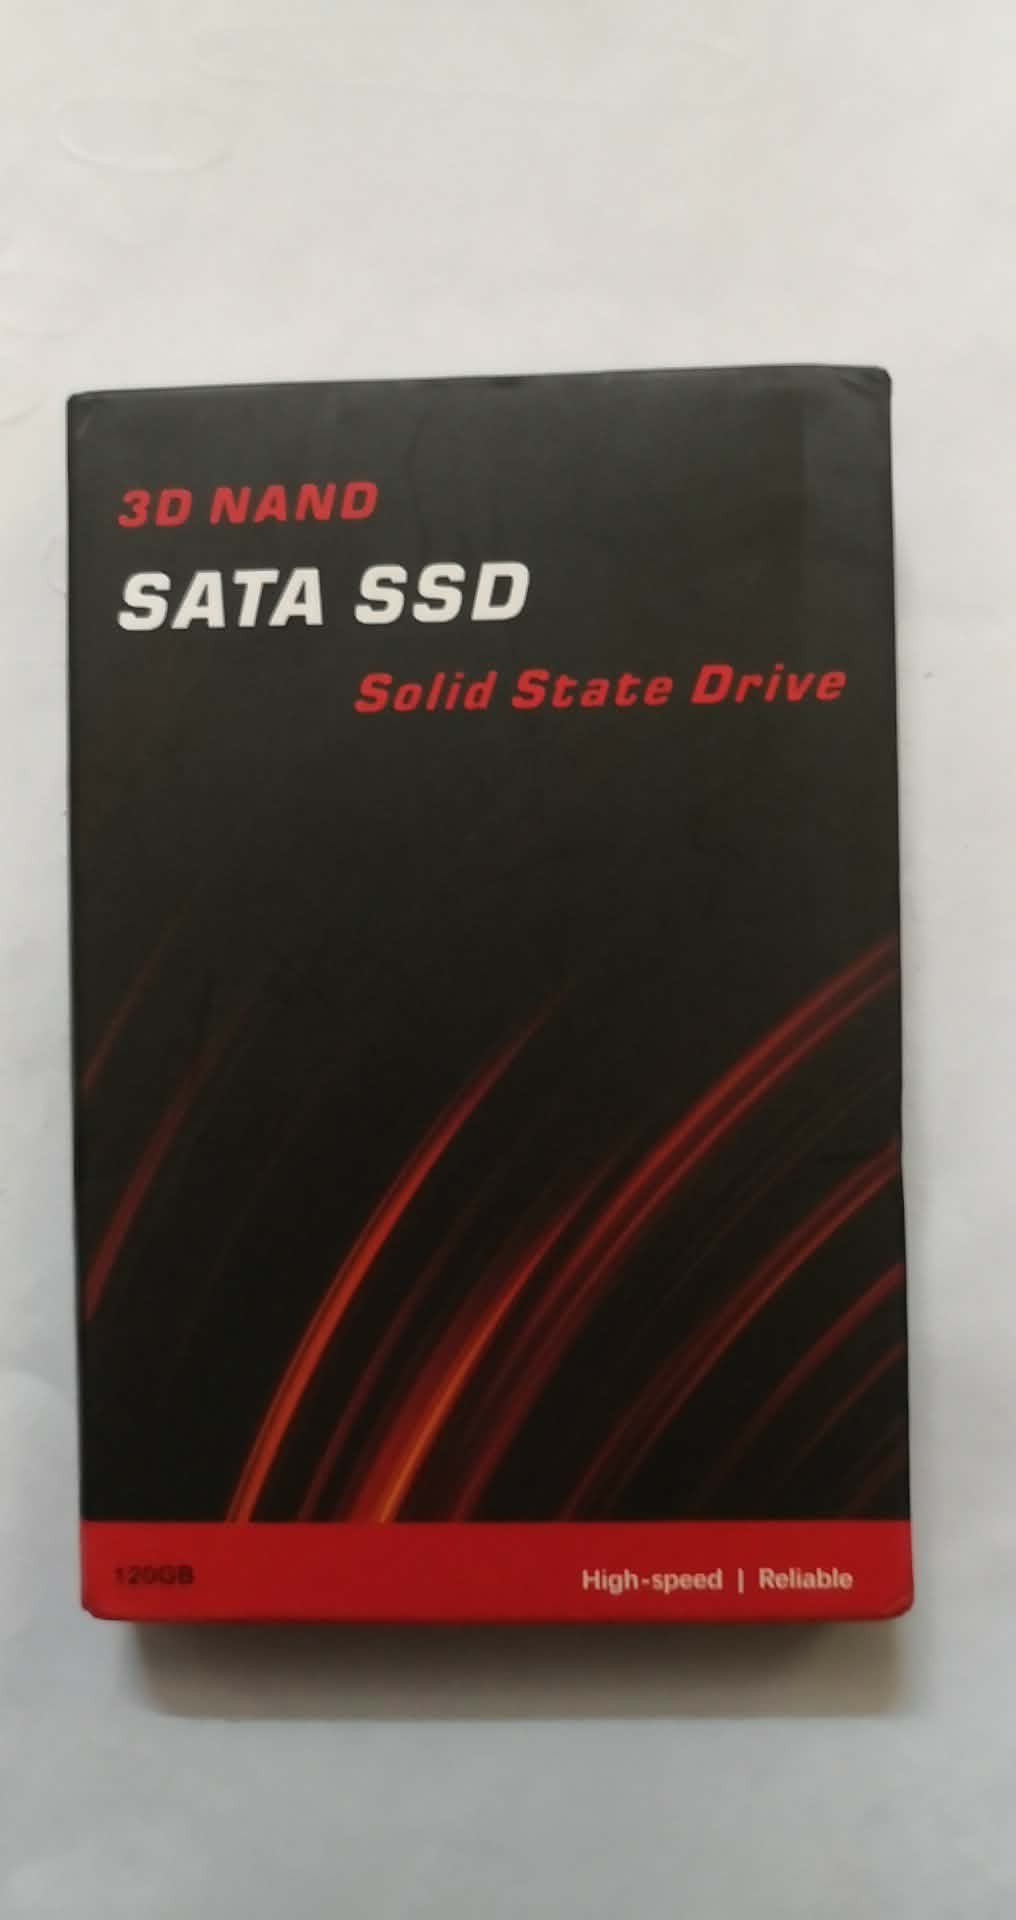 3D NAND
SATA SSD
Solid State Drive
120GB
High-speed | Reliable